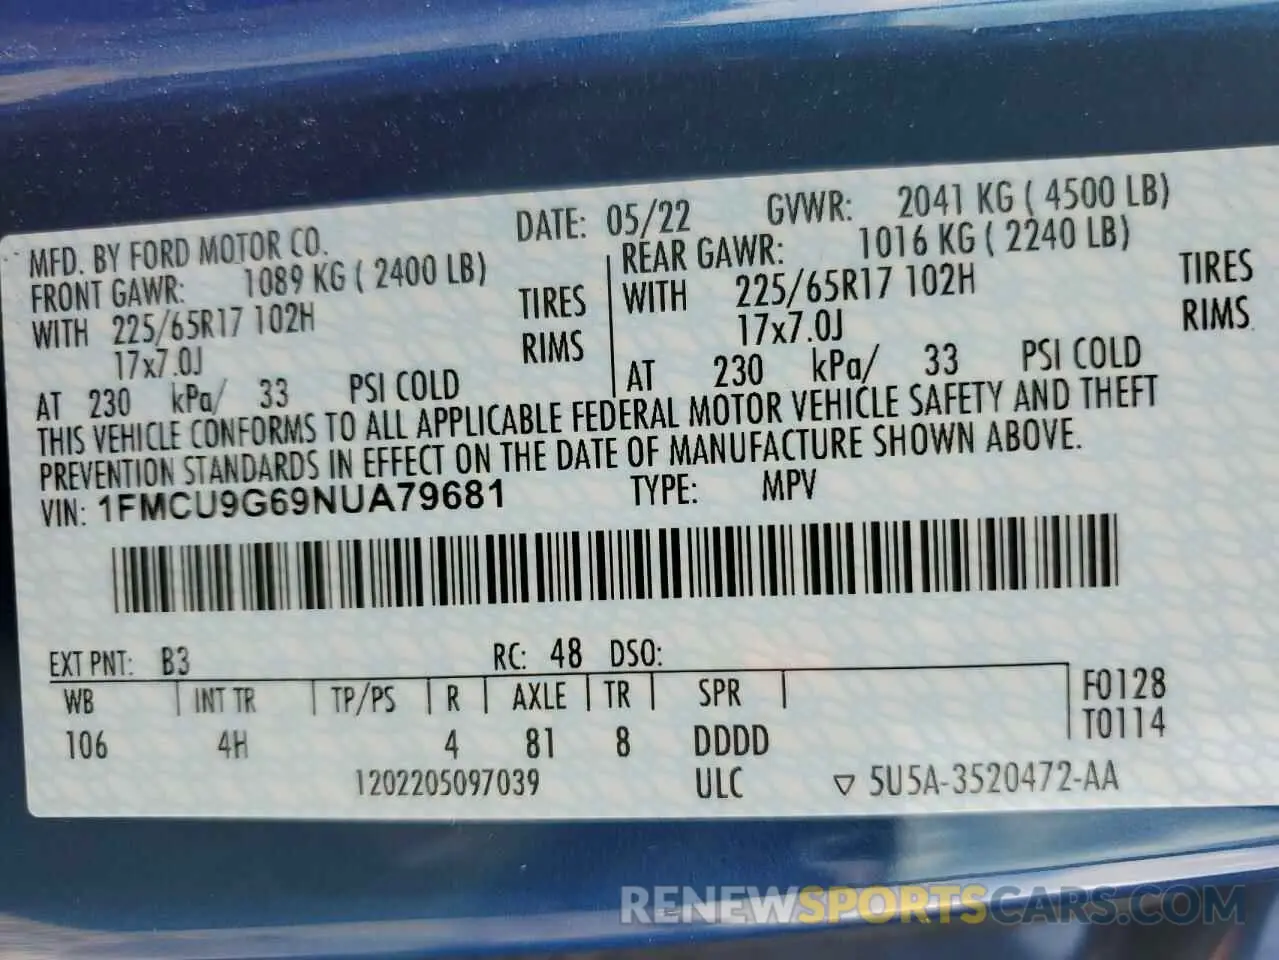 MFD. BY FORD MOTOR CO. DATE: 05/22 GVWR: 2041 KG ( 4500 LB)
FRONT GAWR: 1089 KG ( 2400 LB) REAR GAWR: 1016 KG ( 2240 LB)
WITH 225/65R17 102H TIRES WITH 225/65R17 102H TIRES
17x7.0J RIMS 17x7.0J RIMS
AT 230 kPa/ 33 PSI COLD AT 230 kPa/ 33 PSI COLD
THIS VEHICLE CONFORMS TO ALL APPLICABLE FEDERAL MOTOR VEHICLE SAFETY AND THEFT
PREVENTION STANDARDS IN EFFECT ON THE DATE OF MANUFACTURE SHOWN ABOVE.
VIN: 1FMCU9G69NUA79681 TYPE: MPV
EXT PNT: B3 RC: 48 DSO:
WB INT TR TP/PS R AXLE TR SPR F0128
106 4H 4 81 8 DDDD T0114
1202205097039 ULC ▽ 5U5A-3520472-AA
RENEWSPORTSCARS.COM